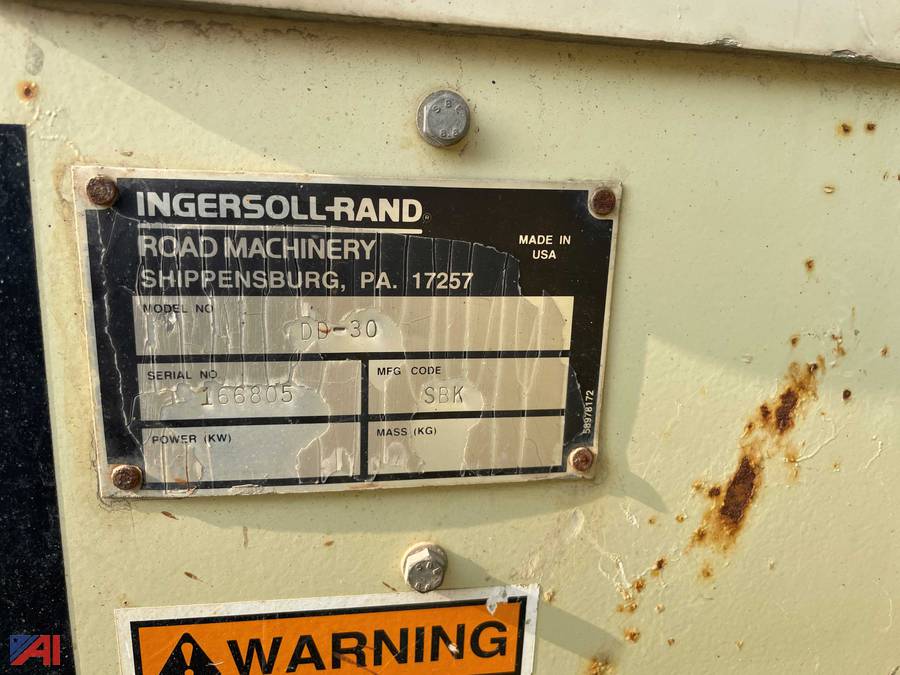 INGERSOLL-RAND®
ROAD MACHINERY
SHIPPENSBURG, PA. 17257
MADE IN
USA
MODEL NO
DD-30
SERIAL NO.
166805
MFG CODE
SBK
POWER (KW)
MASS (KG)
58978172
WARNING
AI